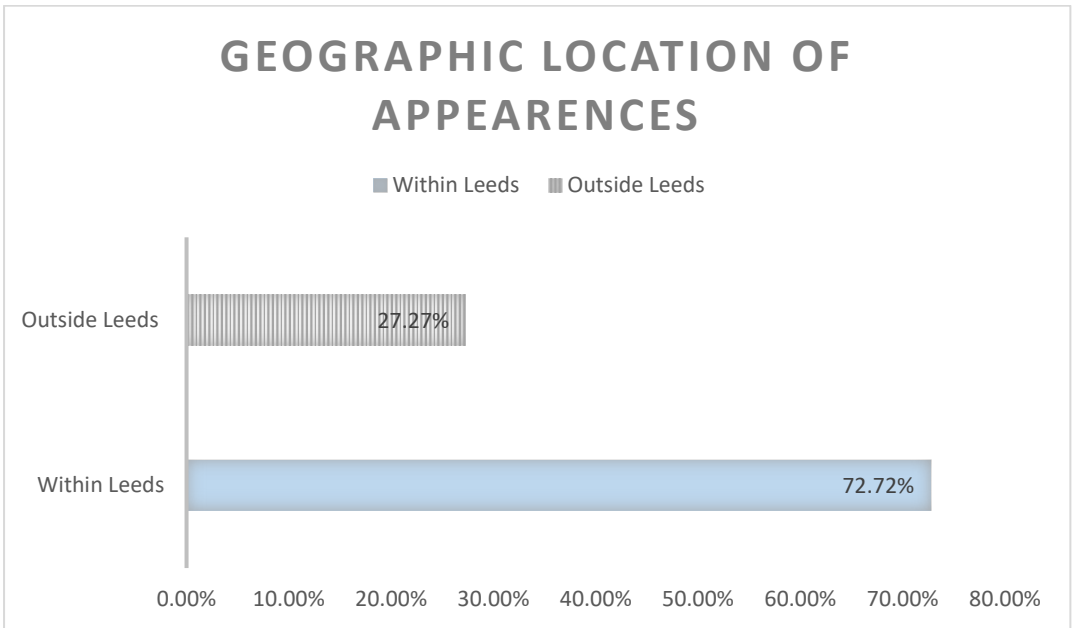 GEOGRAPHIC LOCATION OF
APPEARENCES
Within Leeds Outside Leeds
Outside Leeds
27.27%
Within Leeds
72.72%
0.00% 10.00% 20.00% 30.00% 40.00% 50.00% 60.00% 70.00% 80.00%